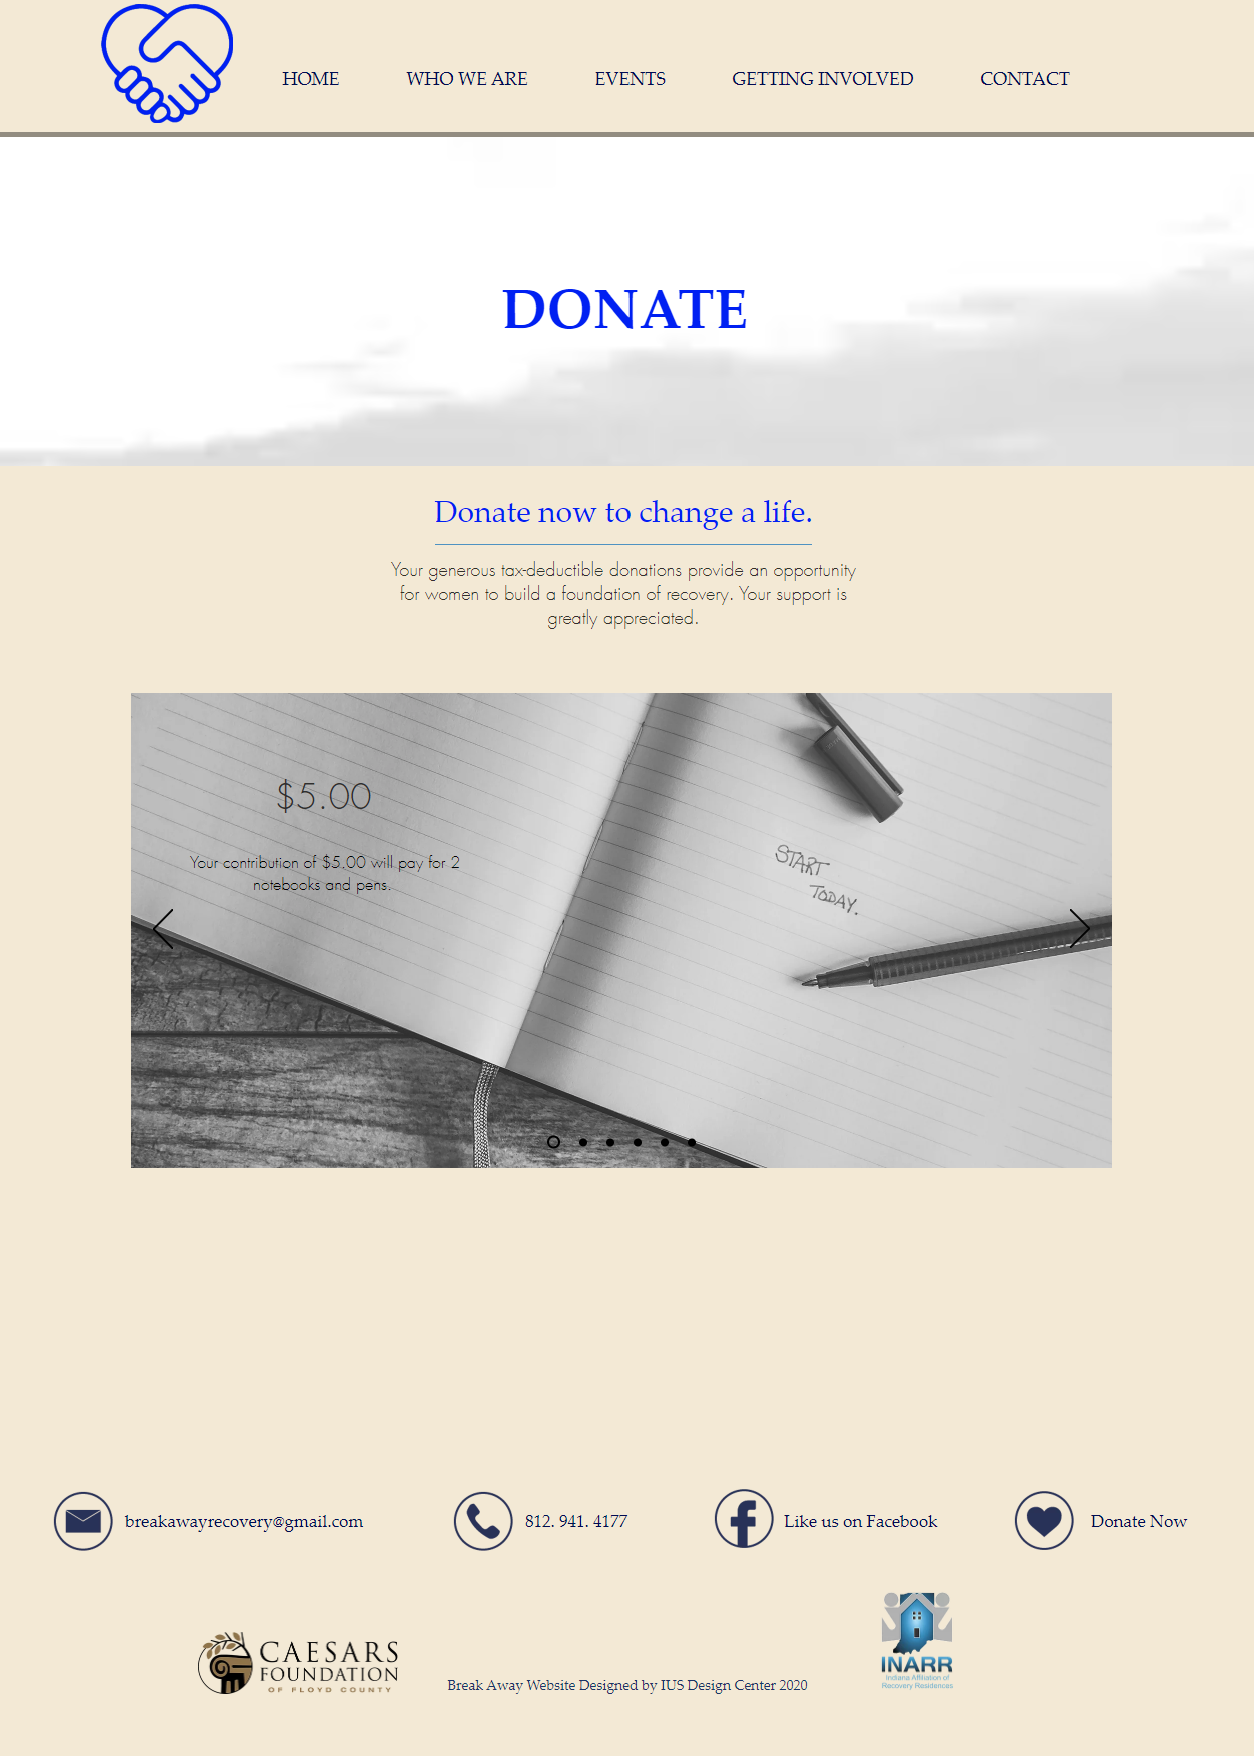 HOME
WHO WE ARE
EVENTS
GETTING INVOLVED
CONTACT
DONATE
Donate now to change a life.
Your generous tax-deductible donations provide an opportunity
for women to build a foundation of recovery. Your support is
greatly appreciated.
$5.00
Your contribution of $5.00 will pay for 2
notebooks and pens.
START
TODAY.
breakawayrecovery@gmail.com
812. 941. 4177
Like us on Facebook
Donate Now
CAESARS
FOUNDATION
OF FLOYD COUNTY
Break Away Website Designed by IUS Design Center 2020
INARR
Indiana Affiliation of
Recovery Residences